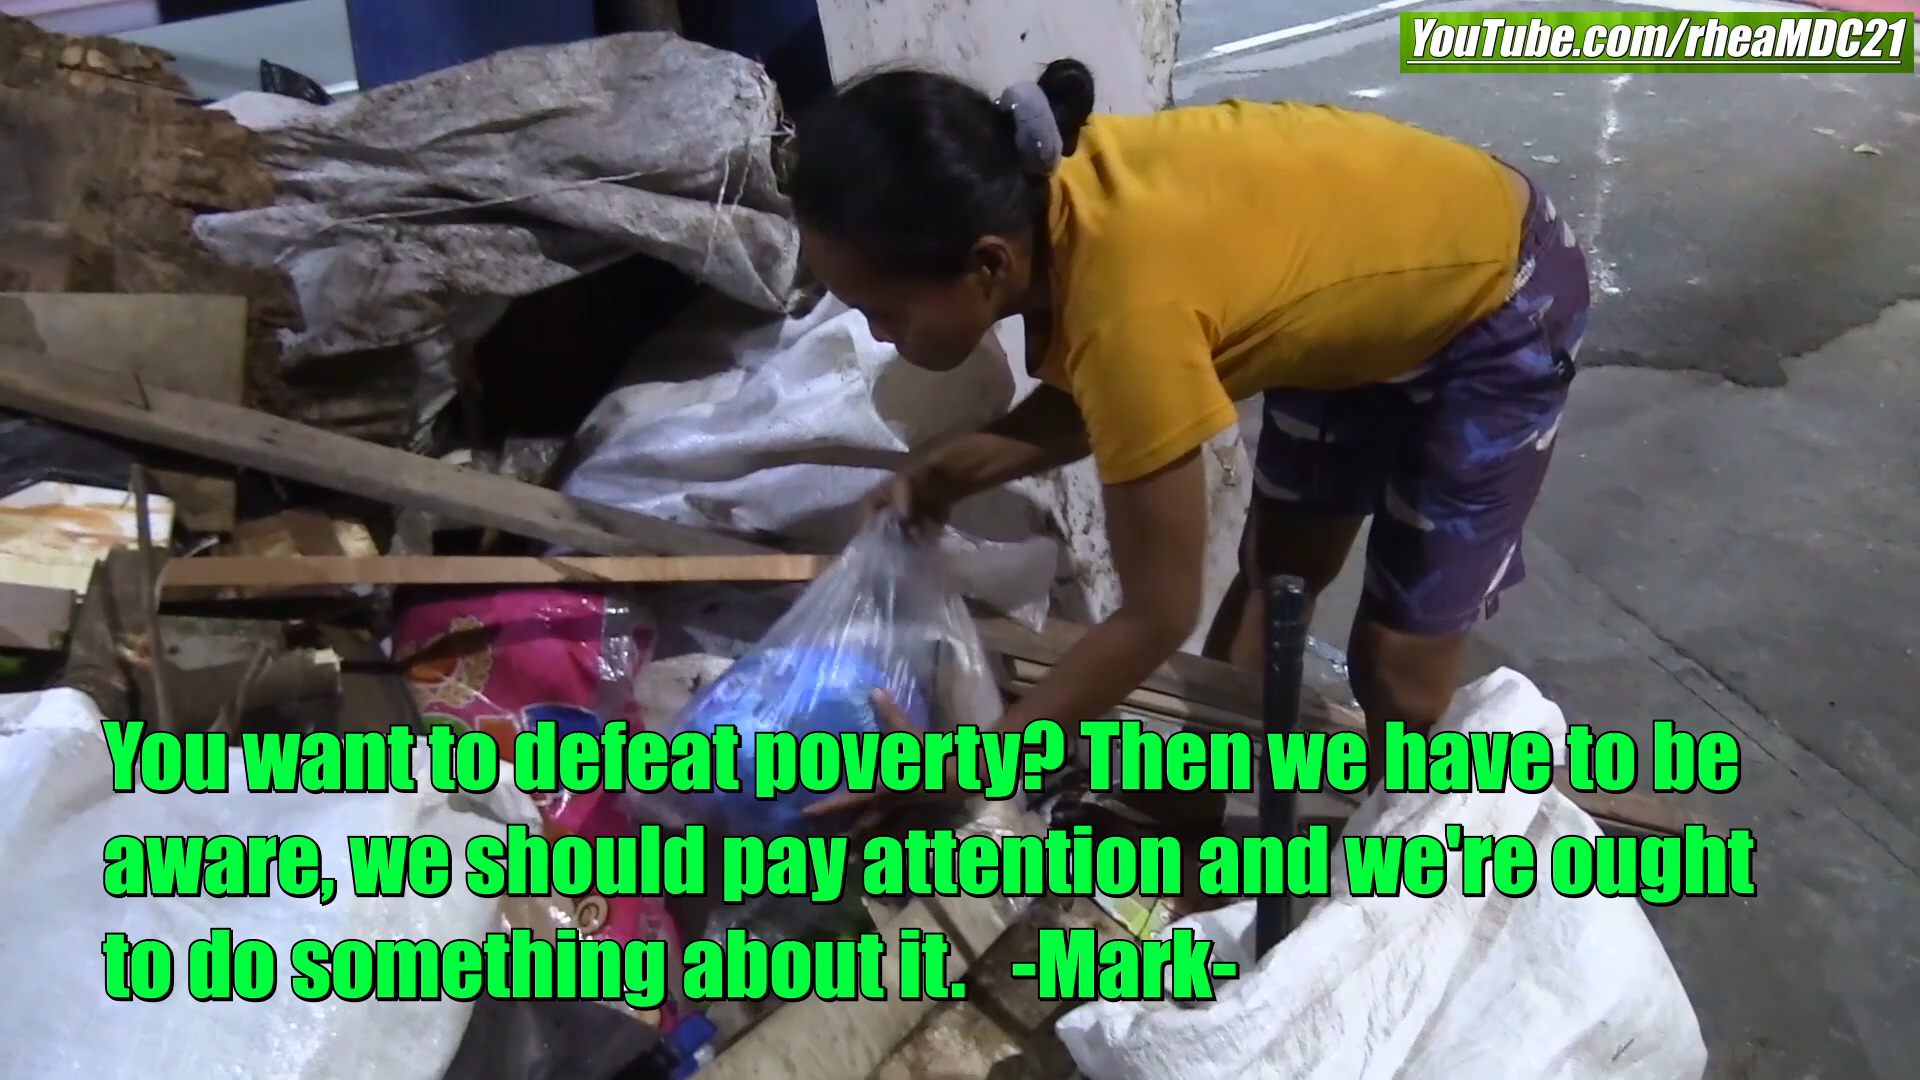 YouTube.com/rheaMDC21
You want to defeat poverty? Then we have to be
aware, we should pay attention and we're ought
to do something about it.   -Mark-